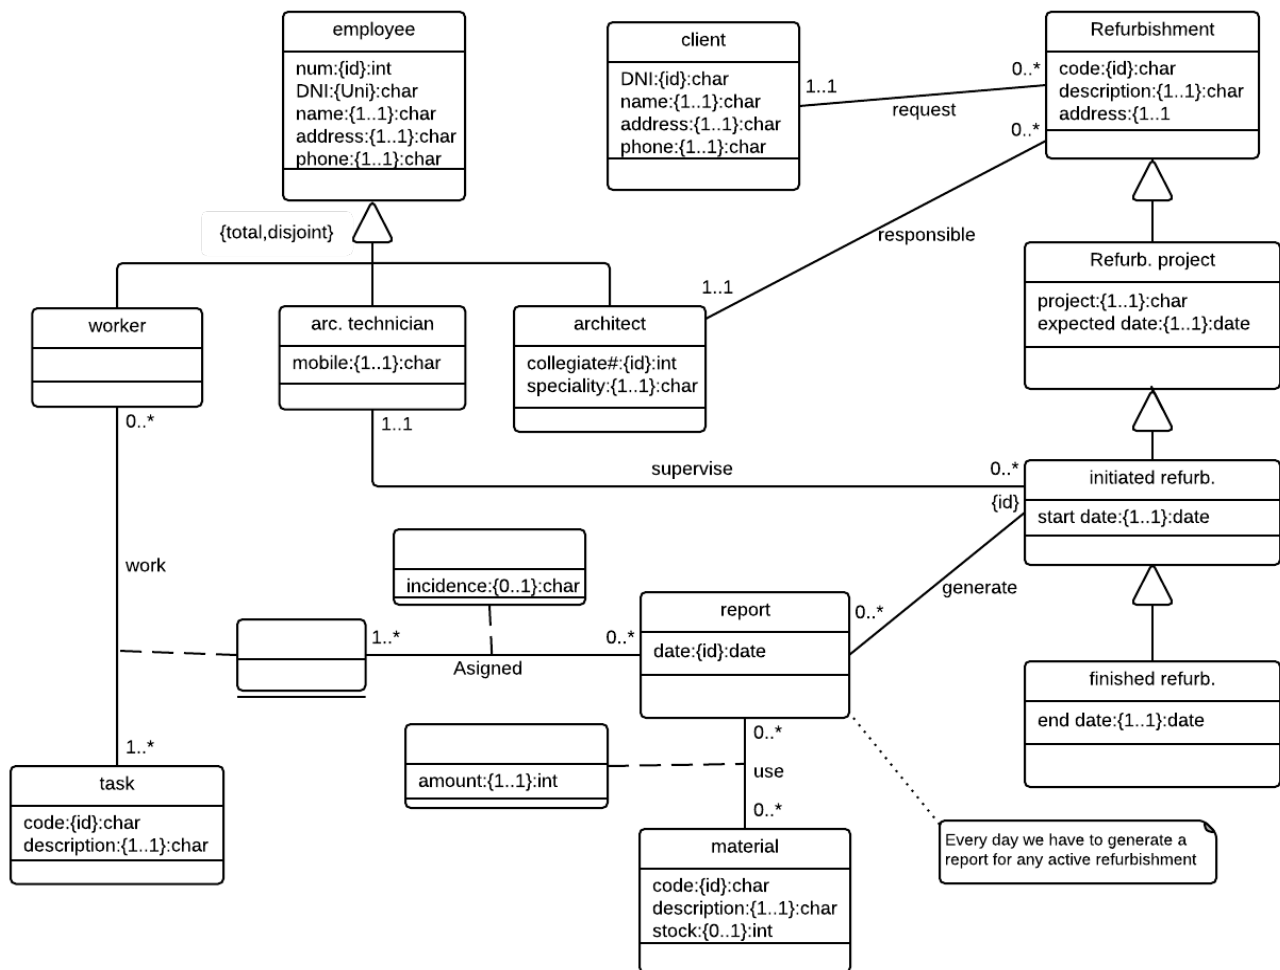 employee
num:{id}:int
DNI:{Uni}:char
name:{1..1}:char
address:{1..1}:char
phone:{1..1}:char
client
DNI:{id}:char
name:{1..1}:char
address:{1..1}:char
phone:{1..1}:char
1..1
request
0..*
Refurbishment
code:{id}:char
description:{1..1}:char
address:{1..1
0..*
responsible
1..1
{total,disjoint}
worker
arc. technician
mobile:{1..1}:char
architect
collegiate#:{id}:int
speciality:{1..1}:char
Refurb. project
project:{1..1}:char
expected date:{1..1}:date
0..*
1..1
supervise
0..*
{id}
initiated refurb.
start date:{1..1}:date
work
incidence:{0..1}:char
1..*
Asigned
0..*
report
date:{id}:date
0..*
generate
finished refurb.
end date:{1..1}:date
1..*
task
code:{id}:char
description:{1..1}:char
amount:{1..1}:int
0..*
use
0..*
material
code:{id}:char
description:{1..1}:char
stock:{0..1}:int
Every day we have to generate a
report for any active refurbishment